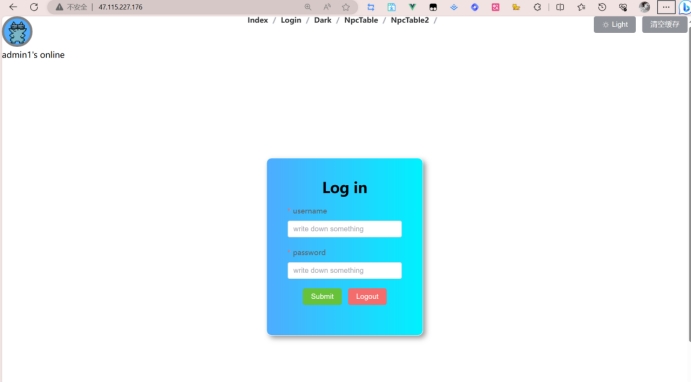 不安全 | 47.115.227.176
Index / Login / Dark / NpcTable / NpcTable2 /
Light 清空缓存
admin1's online
Log in
username
write down something
password
write down something
Submit Logout